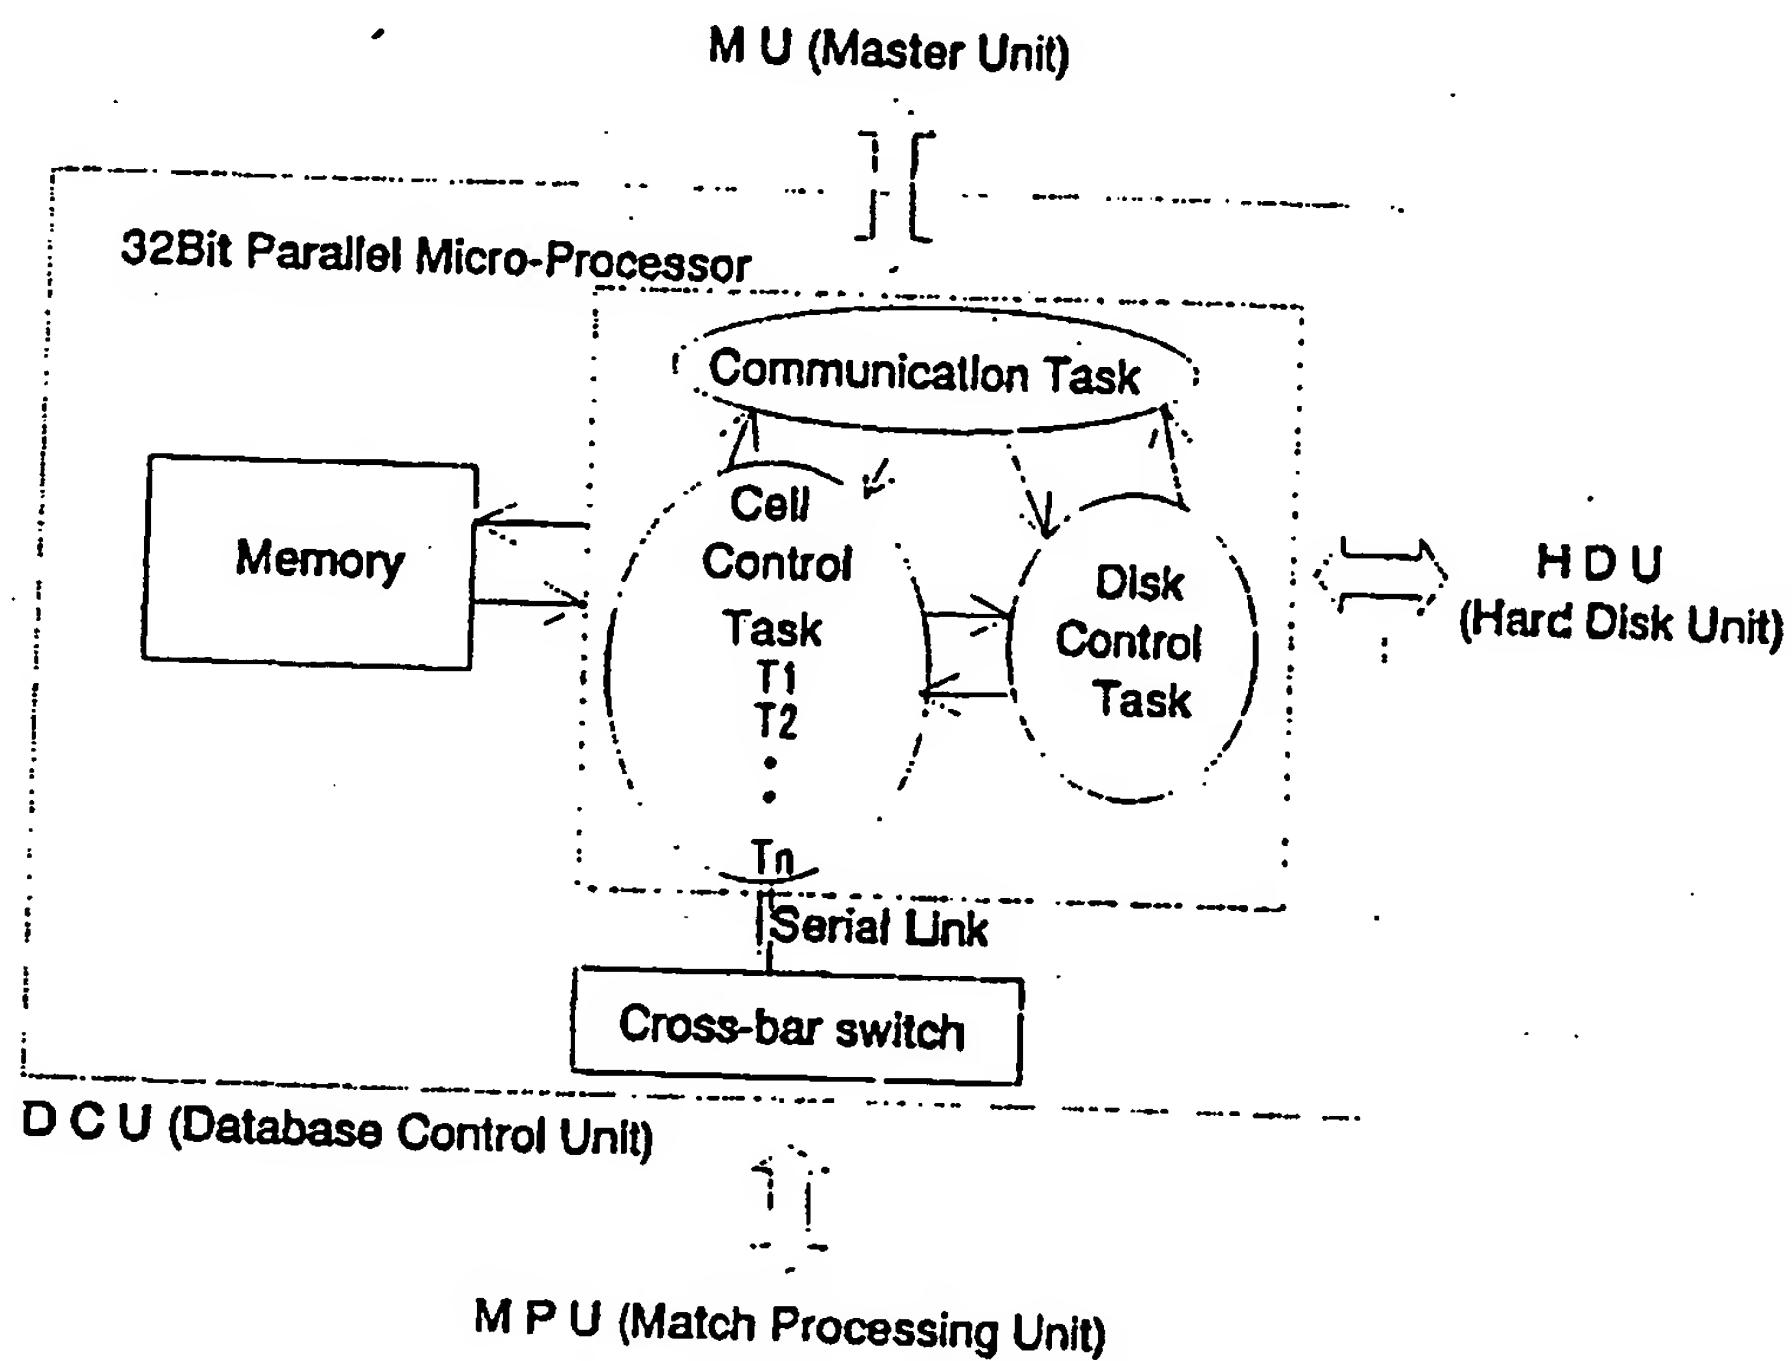 M U (Master Unit)
32Bit Parallel Micro-Processor
Communication Task
Memory
Cell
Control
Task
T1
T2
Tn
Disk
Control
Task
H D U
(Hard Disk Unit)
Serial Link
Cross-bar switch
D C U (Database Control Unit)
M P U (Match Processing Unit)